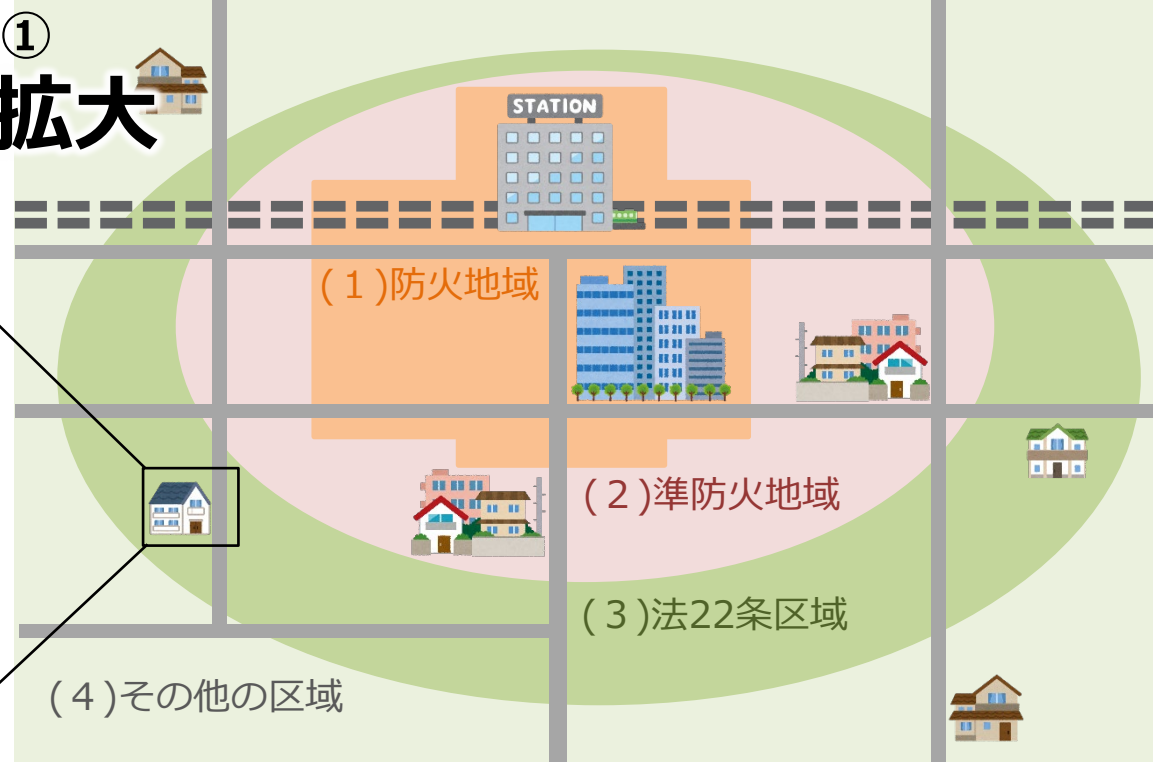 ①
拡大
STATION
(1)防火地域
(2)準防火地域
(3)法22条区域
(4)その他の区域